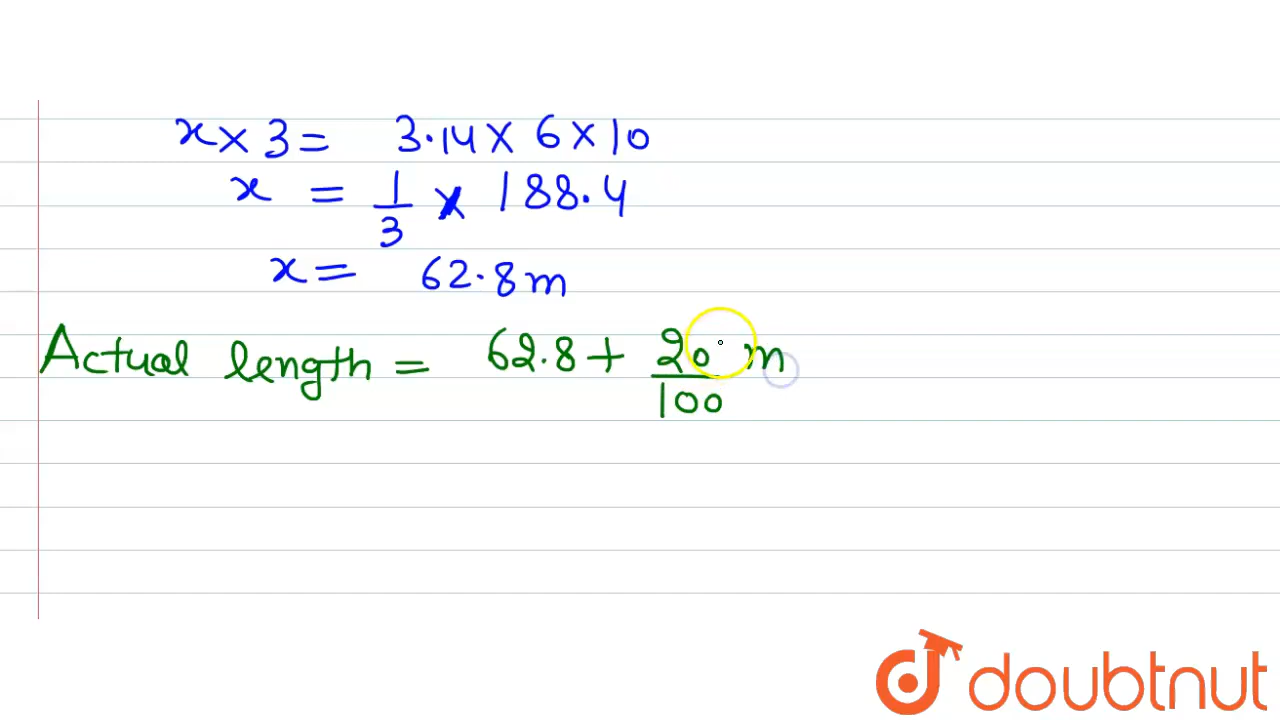 x × 3 = 3.14 × 6 × 10
x = 1/3 × 188.4
x = 62.8 m
Actual length = 62.8 + 20/100 m
doubtnut